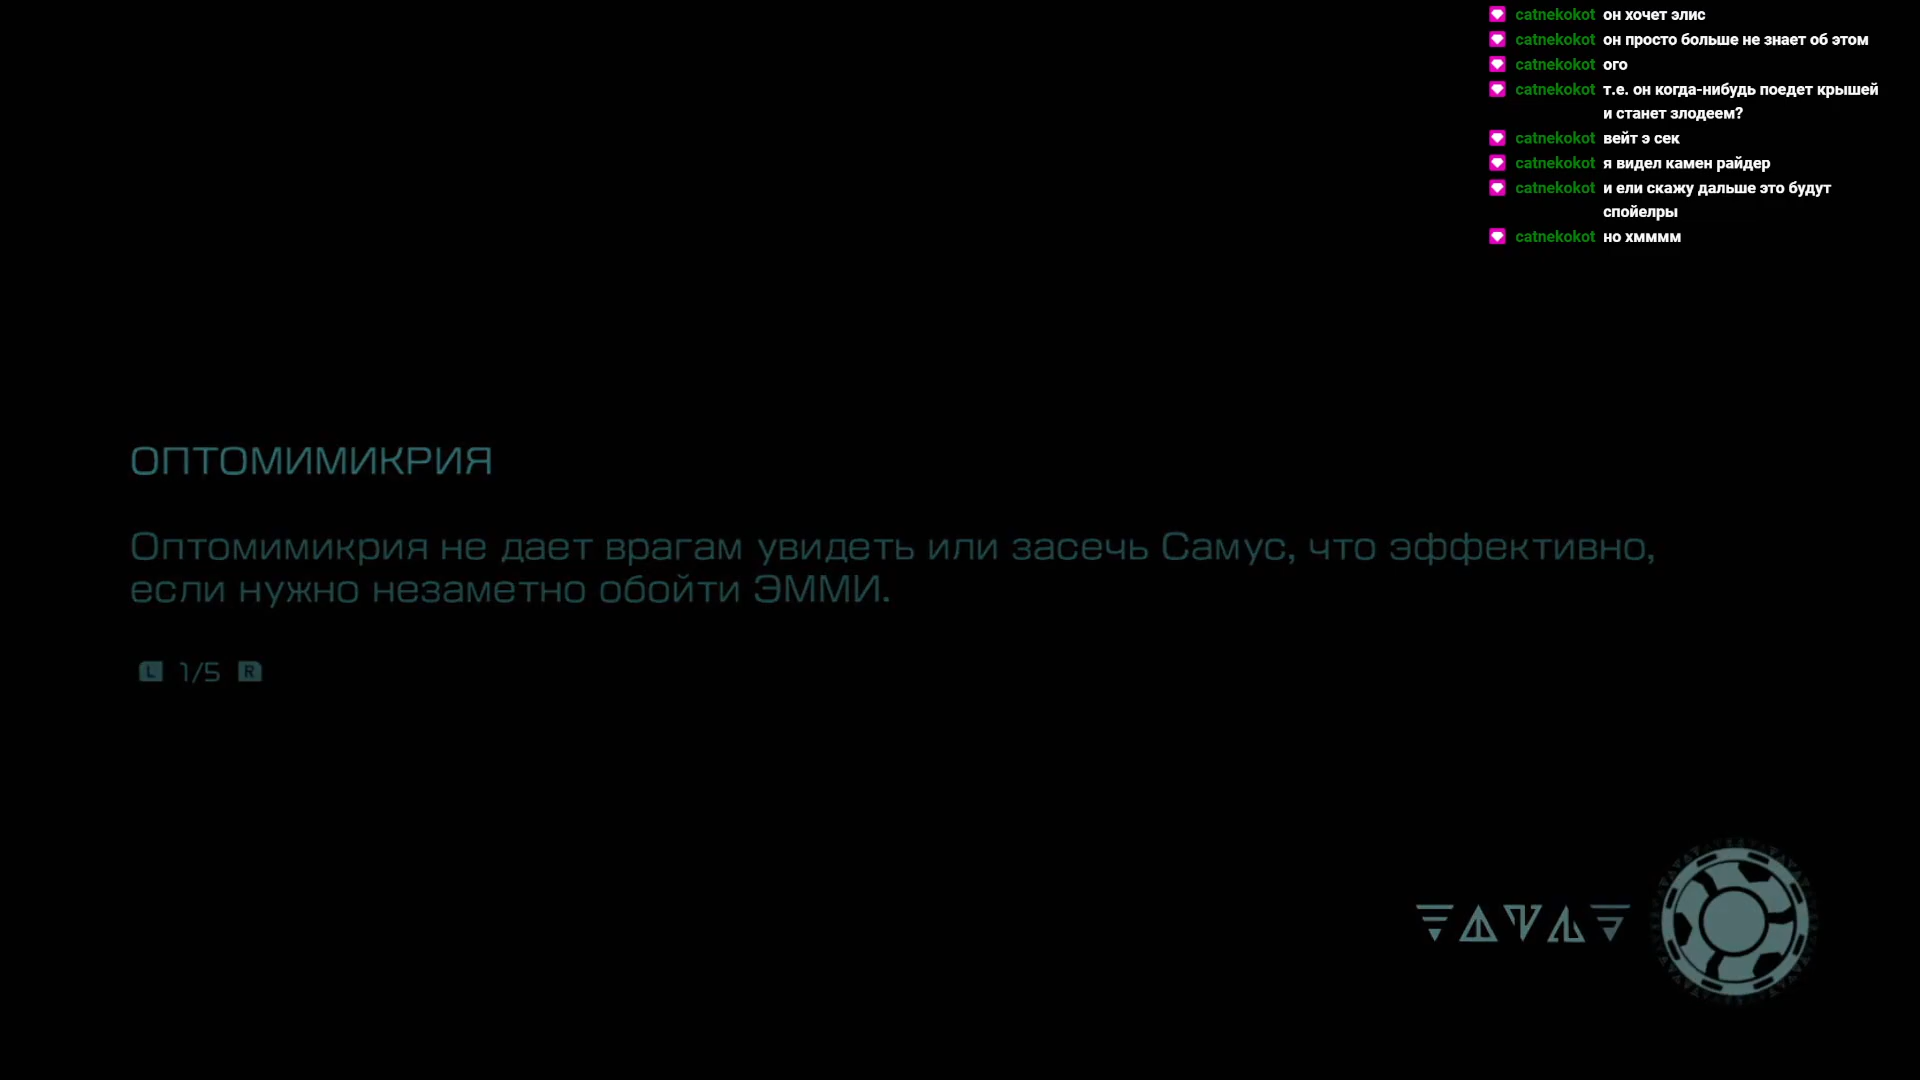 catnekokot он хочет элис
catnekokot он просто больше не знает об этом
catnekokot ого
catnekokot т.е. он когда-нибудь поедет крышей
и станет злодеем?
catnekokot вейт э сек
catnekokot я видел камен райдер
catnekokot и ели скажу дальше это будут
спойелры
catnekokot но хмммм
ОПТОМИМИКРИЯ
Оптомимикрия не дает врагам увидеть или засечь Самус, что эффективно,
если нужно незаметно обойти ЭММИ.
L 1/5 R